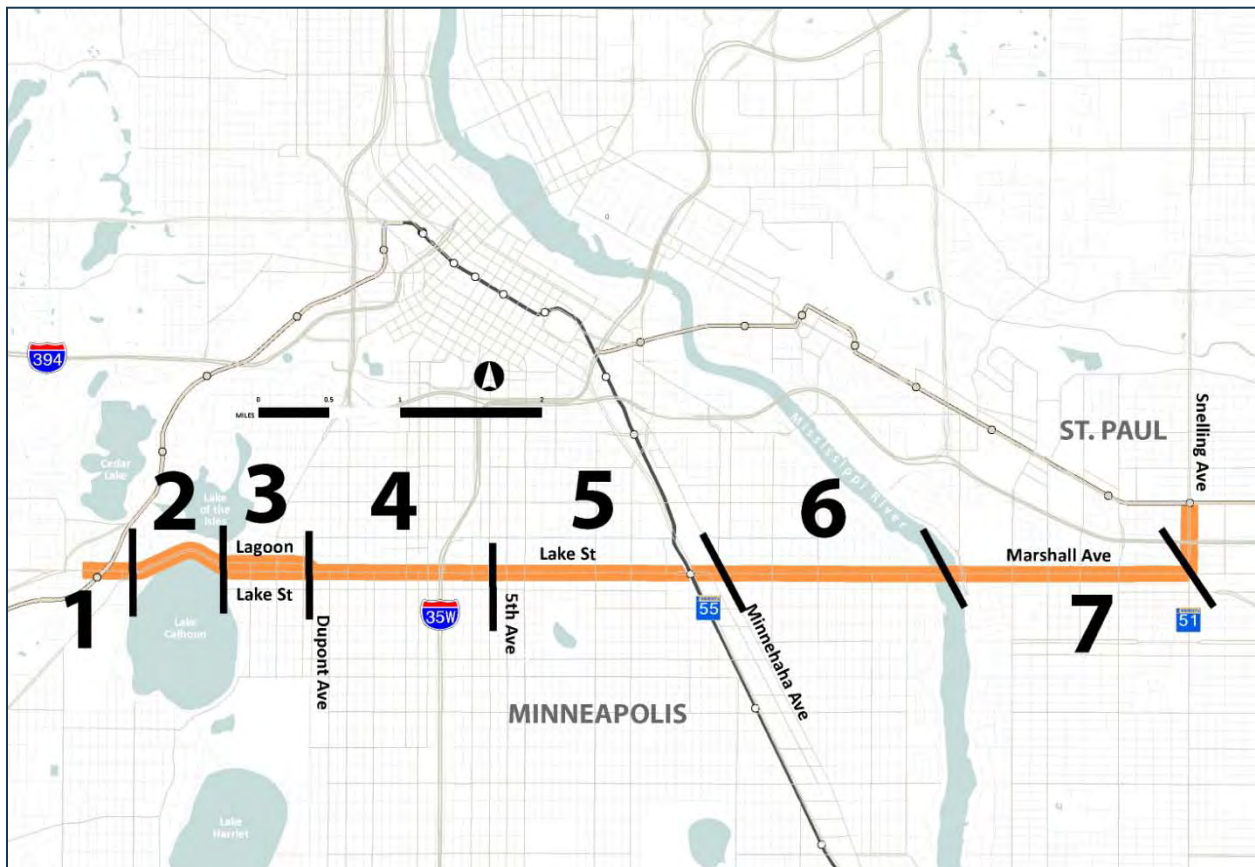 394
MILES
0
0.5
1
2
Mississippi River
ST. PAUL
Snelling Ave
Cedar
Lake
Lake
of the
Isles
2
3
4
5
6
Lagoon
Lake St
Marshall Ave
Lake St
1
Lake
Calhoun
Dupont Ave
35W
5th Ave
55
Minnehaha Ave
7
51
MINNEAPOLIS
Lake
Harriet